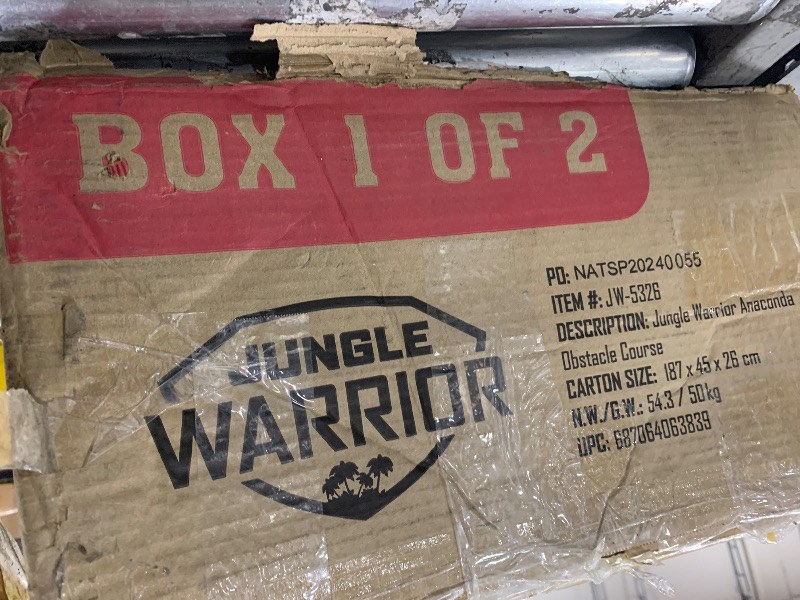 BOX 1 OF 2
PO: NATSP20240055
ITEM #: JW-5326
DESCRIPTION: Jungle Warrior Anaconda
Obstacle Course
CARTON SIZE: 187 x 45 x 26 cm
N.W./G.W.: 54.3 / 50kg
UPC: 687064063839
JUNGLE
WARRIOR